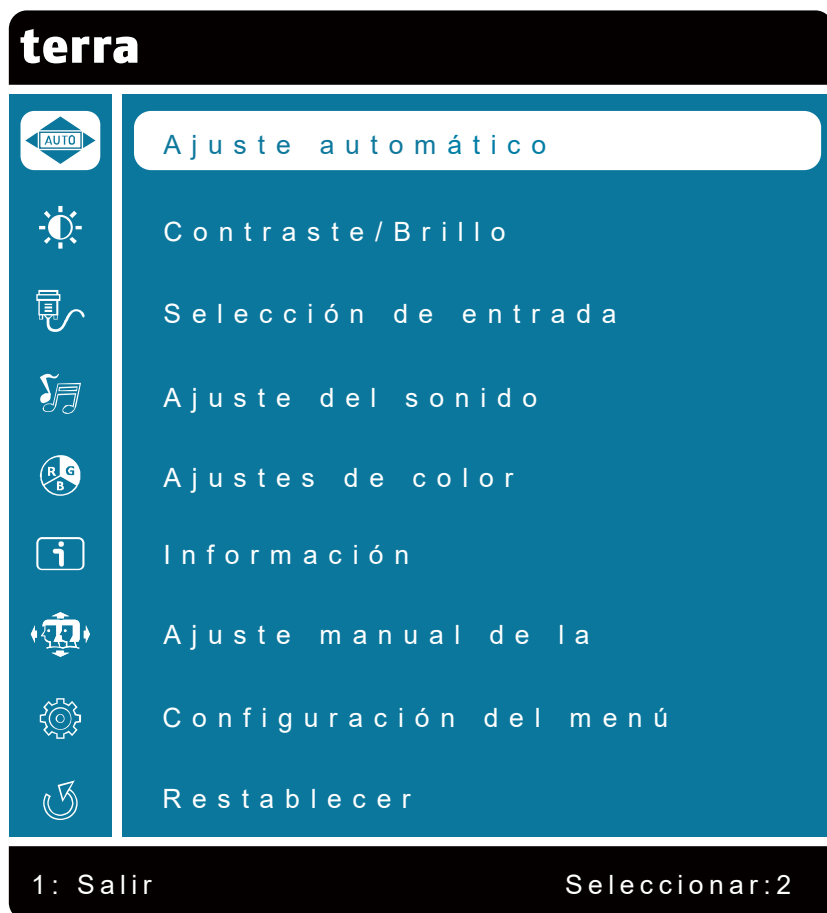 terra
AUTO
Ajuste automático
Contraste/Brillo
Selección de entrada
Ajuste del sonido
R G
B
Ajustes de color
Información
Ajuste manual de la
Configuración del menú
Restablecer
1: Salir Seleccionar:2